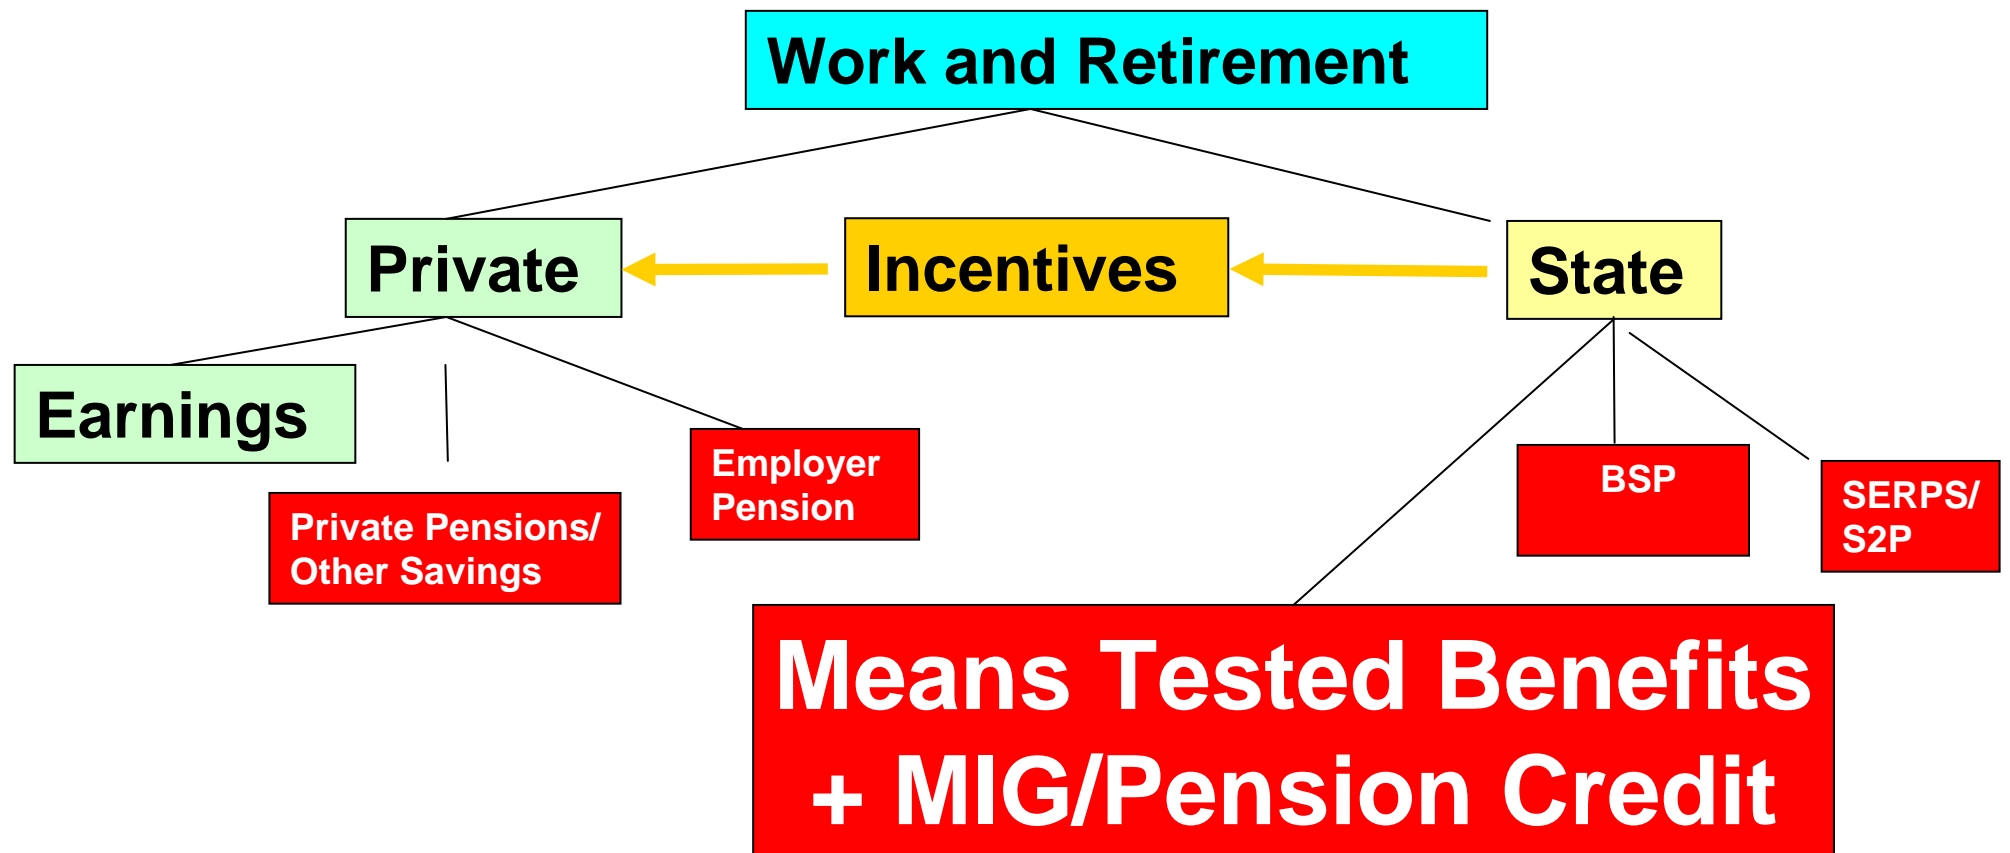 Work and Retirement
Private
Incentives
State
Earnings
Employer
Pension
BSP
SERPS/
S2P
Private Pensions/
Other Savings
Means Tested Benefits
+ MIG/Pension Credit